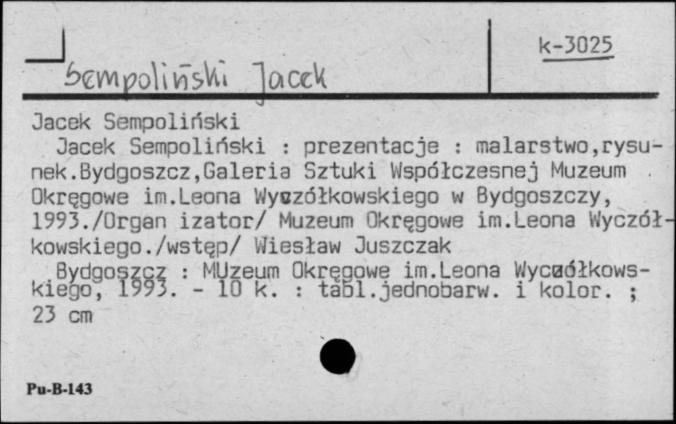 k-3025
Sempoliński Jacek
Jacek Sempoliński
Jacek Sempoliński : prezentacje : malarstwo,rysu-
nek.Bydgoszcz,Galeria Sztuki Współczesnej Muzeum
Okręgowe im.Leona Wyczółkowskiego w Bydgoszczy,
1993./Organ izator/ Muzeum Okręgowe im.Leona Wyczół-
kowskiego./wstęp/ Wiesław Juszczak
Bydgoszcz : MUzeum Okręgowe im.Leona Wyczółkows-
kiego, 1993. - 10 k. : tabl.jednobarw. i kolor. ;
23 cm
Pu-B-143